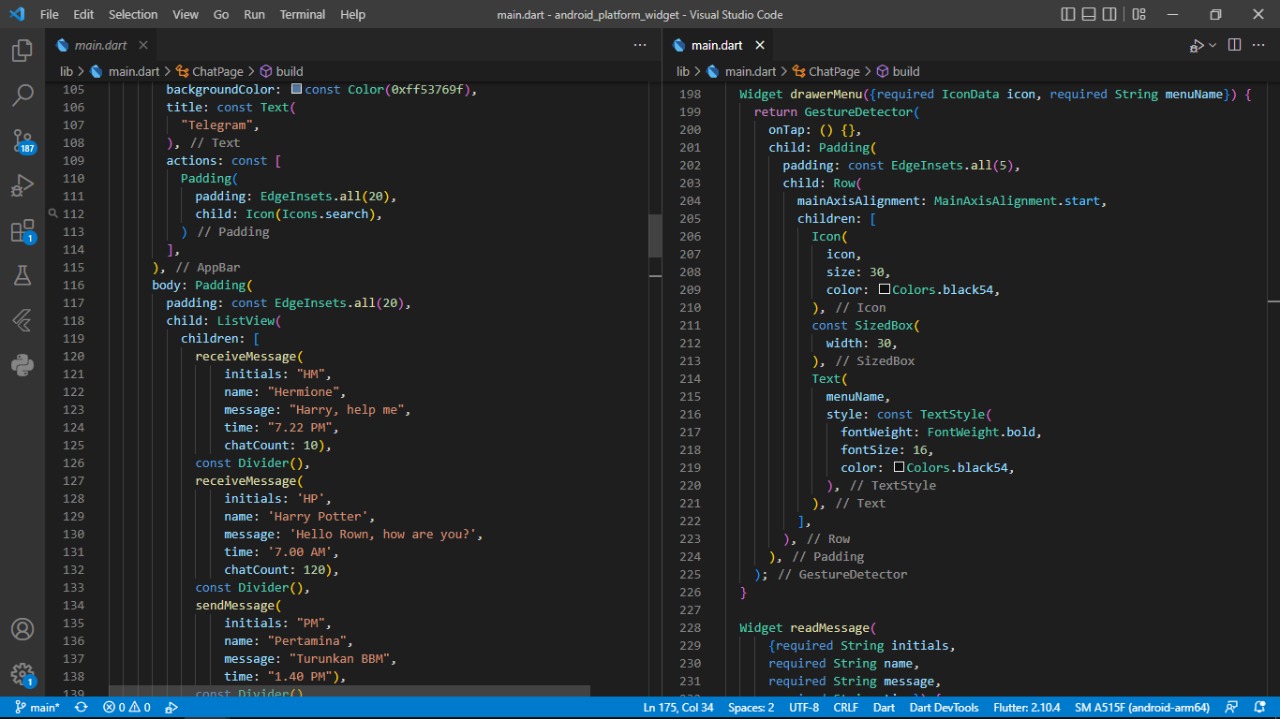 File Edit Selection View Go Run Terminal Help
main.dart - android_platform_widget - Visual Studio Code
main.dart
lib > main.dart > ChatPage > build
105 backgroundColor: const Color(0xff53769f),
106 title: const Text(
107 "Telegram",
108 ), // Text
109 actions: const [
110 Padding(
111 padding: EdgeInsets.all(20),
112 child: Icon(Icons.search),
113 ) // Padding
114 ],
115 ), // AppBar
116 body: Padding(
117 padding: const EdgeInsets.all(20),
118 child: ListView(
119 children: [
120 receiveMessage(
121 initials: "HM",
122 name: "Hermione",
123 message: "Harry, help me",
124 time: "7.22 PM",
125 chatCount: 10),
126 const Divider(),
127 receiveMessage(
128 initials: 'HP',
129 name: 'Harry Potter',
130 message: 'Hello Rown, how are you?',
131 time: '7.00 AM',
132 chatCount: 120),
133 const Divider(),
134 sendMessage(
135 initials: "PM",
136 name: "Pertamina",
137 message: "Turunkan BBM",
138 time: "1.40 PM"),
139 const Divider()
main.dart
lib > main.dart > ChatPage > build
198 Widget drawerMenu({required IconData icon, required String menuName}) {
199 return GestureDetector(
200 onTap: () {},
201 child: Padding(
202 padding: const EdgeInsets.all(5),
203 child: Row(
204 mainAxisAlignment: MainAxisAlignment.start,
205 children: [
206 Icon(
207 icon,
208 size: 30,
209 color: Colors.black54,
210 ), // Icon
211 const SizedBox(
212 width: 30,
213 ), // SizedBox
214 Text(
215 menuName,
216 style: const TextStyle(
217 fontWeight: FontWeight.bold,
218 fontSize: 16,
219 color: Colors.black54,
220 ), // TextStyle
221 ), // Text
222 ],
223 ), // Row
224 ), // Padding
225 ); // GestureDetector
226 }
227
228 Widget readMessage(
229 {required String initials,
230 required String name,
231 required String message,
187
1
1
main* 0 0
Ln 175, Col 34 Spaces: 2 UTF-8 CRLF Dart Dart DevTools Flutter: 2.10.4 SM A515F (android-arm64)